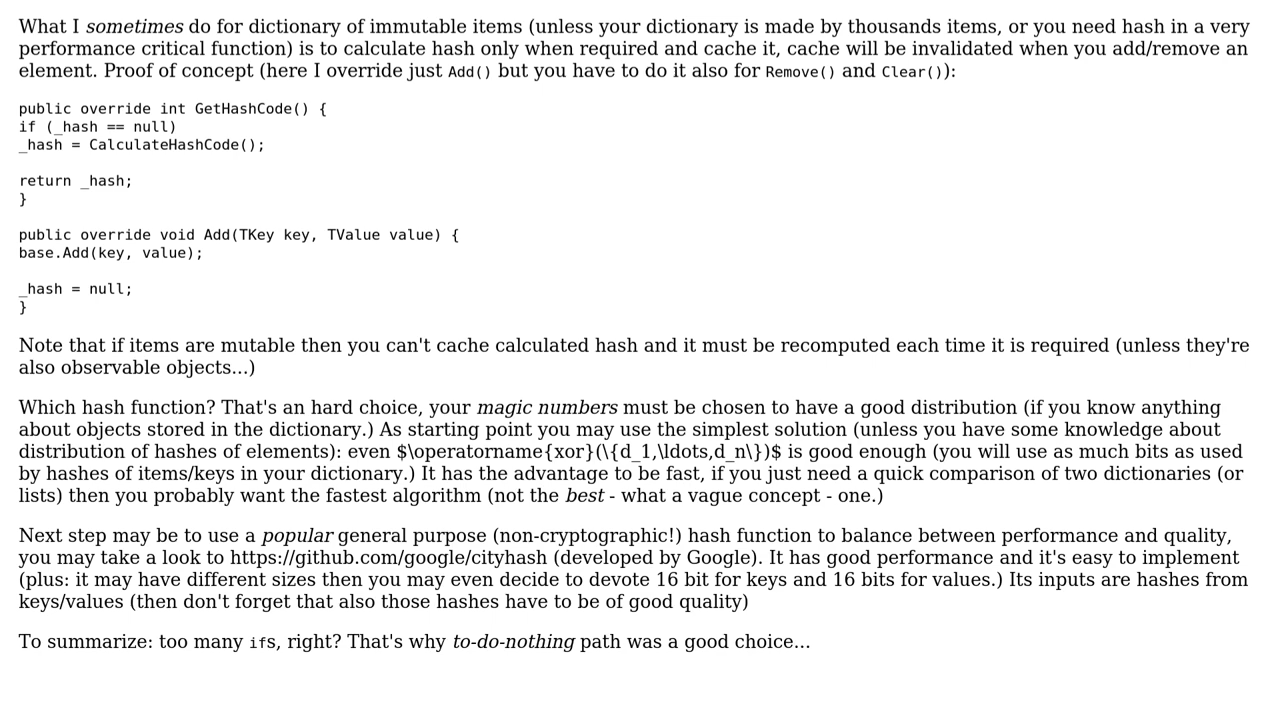 What I sometimes do for dictionary of immutable items (unless your dictionary is made by thousands items, or you need hash in a very
performance critical function) is to calculate hash only when required and cache it, cache will be invalidated when you add/remove an
element. Proof of concept (here I override just Add() but you have to do it also for Remove() and Clear()):
public override int GetHashCode() {
if (_hash == null)
_hash = CalculateHashCode();
return _hash;
}
public override void Add(TKey key, TValue value) {
base.Add(key, value);
_hash = null;
}
Note that if items are mutable then you can't cache calculated hash and it must be recomputed each time it is required (unless they're
also observable objects...)
Which hash function? That's an hard choice, your magic numbers must be chosen to have a good distribution (if you know anything
about objects stored in the dictionary.) As starting point you may use the simplest solution (unless you have some knowledge about
distribution of hashes of elements): even $\operatorname{xor}(\{d_1,\ldots,d_n\})$ is good enough (you will use as much bits as used
by hashes of items/keys in your dictionary.) It has the advantage to be fast, if you just need a quick comparison of two dictionaries (or
lists) then you probably want the fastest algorithm (not the best - what a vague concept - one.)
Next step may be to use a popular general purpose (non-cryptographic!) hash function to balance between performance and quality,
you may take a look to https://github.com/google/cityhash (developed by Google). It has good performance and it's easy to implement
(plus: it may have different sizes then you may even decide to devote 16 bit for keys and 16 bits for values.) Its inputs are hashes from
keys/values (then don't forget that also those hashes have to be of good quality)
To summarize: too many ifs, right? That's why to-do-nothing path was a good choice...